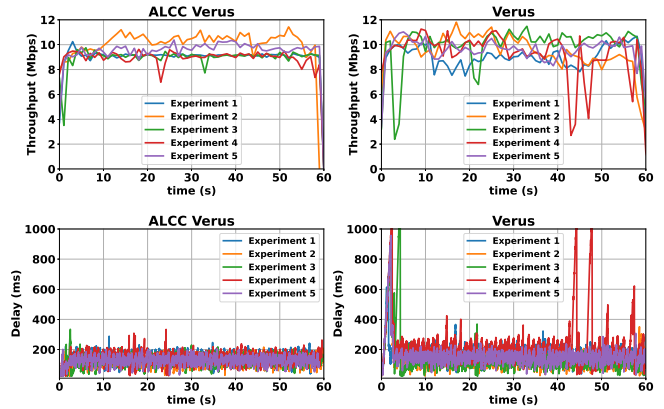 ALCC Verus
Throughput (Mbps)
12
10
8
6
4
2
0
Experiment 1
Experiment 2
Experiment 3
Experiment 4
Experiment 5
0 10 20 30 40 50 60
time (s)
Verus
Throughput (Mbps)
12
10
8
6
4
2
0
Experiment 1
Experiment 2
Experiment 3
Experiment 4
Experiment 5
0 10 20 30 40 50 60
time (s)
ALCC Verus
Delay (ms)
1000
800
600
400
200
Experiment 1
Experiment 2
Experiment 3
Experiment 4
Experiment 5
0 10 20 30 40 50 60
time (s)
Verus
Delay (ms)
1000
800
600
400
200
Experiment 1
Experiment 2
Experiment 3
Experiment 4
Experiment 5
0 10 20 30 40 50 60
time (s)